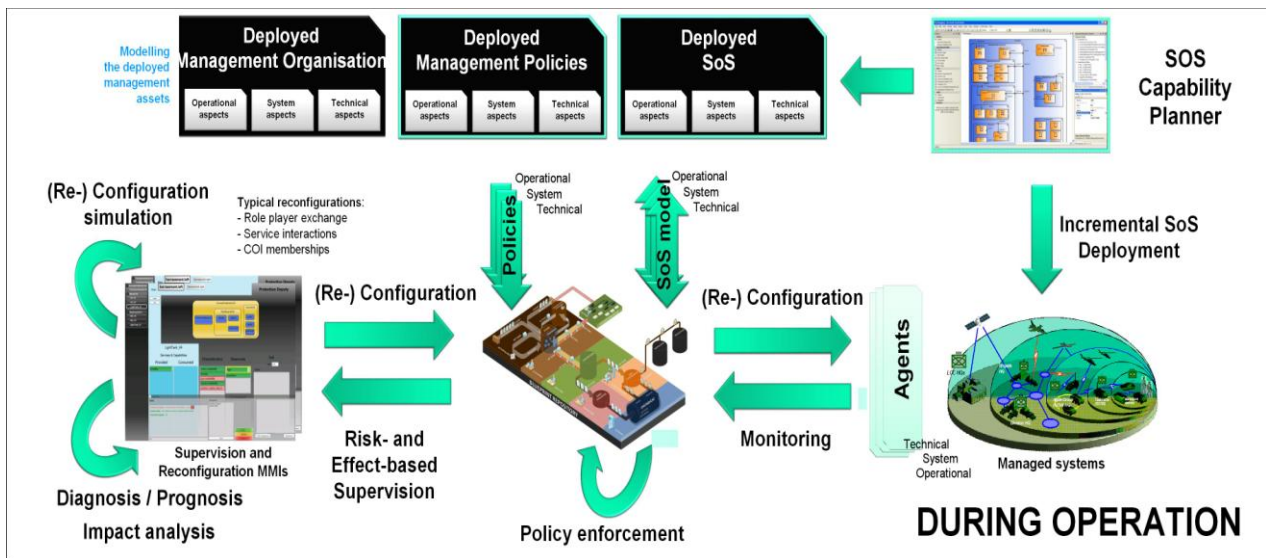 Modelling
the deployed
management
assets
Deployed
Management Organisation
Operational
aspects
System
aspects
Technical
aspects
Deployed
Management Policies
Operational
aspects
System
aspects
Technical
aspects
Deployed
SoS
Operational
aspects
System
aspects
Technical
aspects
SOS
Capability
Planner
(Re-) Configuration
simulation
Typical reconfigurations:
- Role player exchange
- Service interactions
- COI memberships
Policies
Operational
System
Technical
SoS model
Operational
System
Technical
Incremental SoS
Deployment
(Re-) Configuration
(Re-) Configuration
Agents
Risk- and
Effect-based
Supervision
Monitoring
Technical
System
Operational
Supervision and
Reconfiguration MMIs
Managed systems
Diagnosis / Prognosis
Impact analysis
Policy enforcement
DURING OPERATION